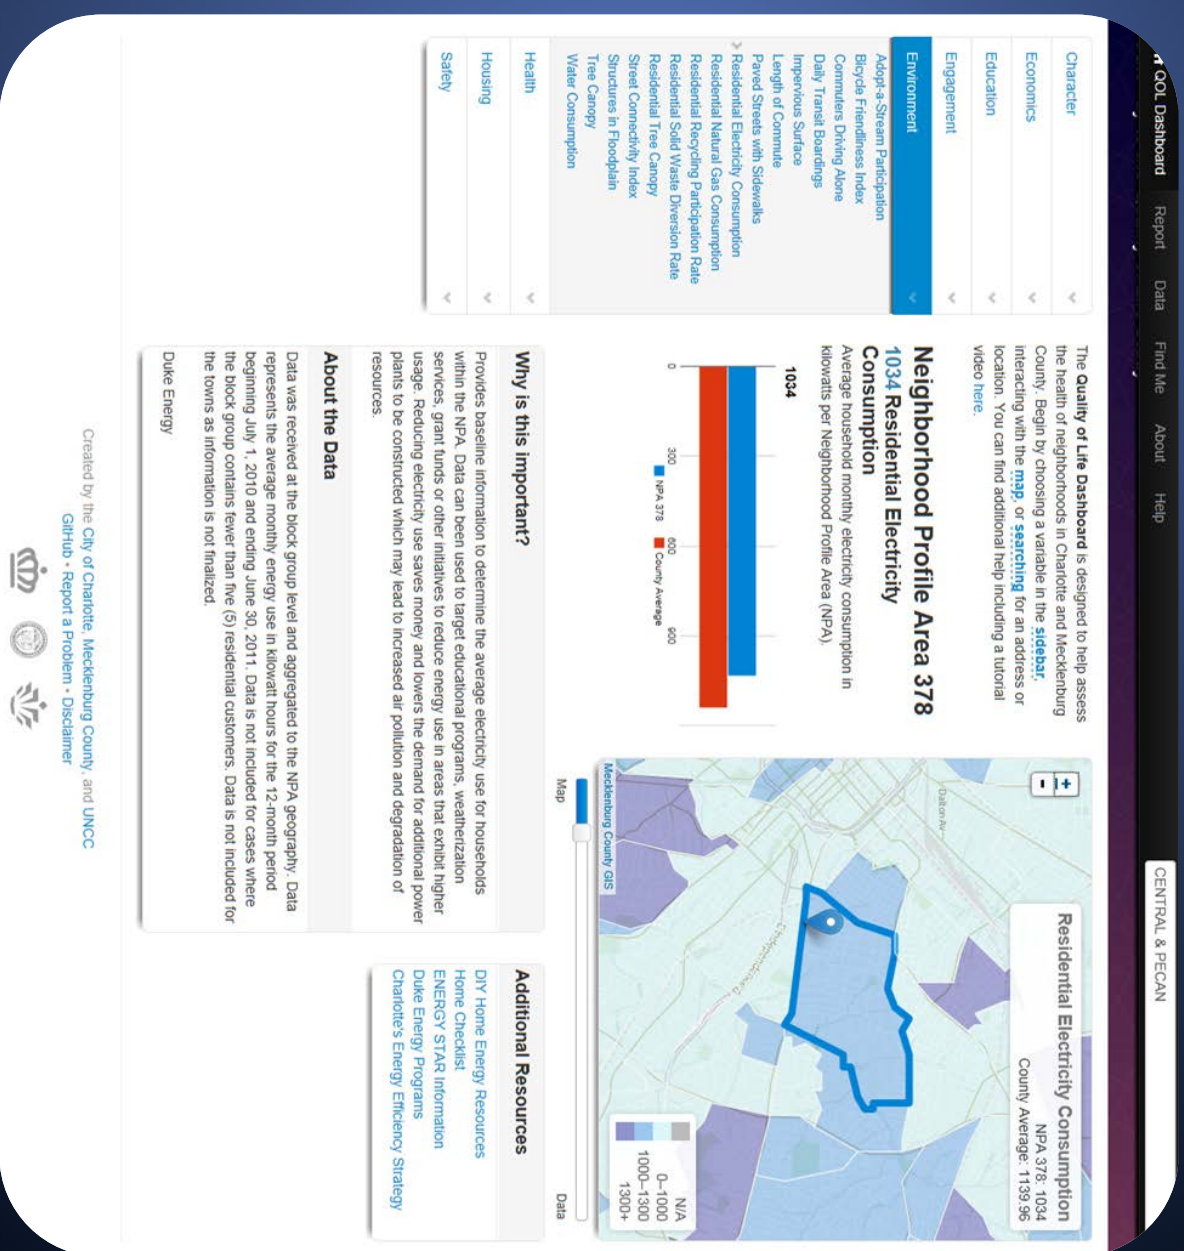 QOL Dashboard Report Data Find Me About Help CENTRAL & PECAN
Character
Economics
Education
Engagement
Environment
Adopt-a-Stream Participation
Bicycle Friendliness Index
Commuters Driving Alone
Daily Transit Boardings
Impervious Surface
Length of Commute
Paved Streets with Sidewalks
Residential Electricity Consumption
Residential Natural Gas Consumption
Residential Recycling Participation Rate
Residential Solid Waste Diversion Rate
Residential Tree Canopy
Street Connectivity Index
Structures in Floodplain
Tree Canopy
Water Consumption
Health
Housing
Safety
The Quality of Life Dashboard is designed to help assess
the health of neighborhoods in Charlotte and Mecklenburg
County. Begin by choosing a variable in the sidebar,
interacting with the map, or searching for an address or
location. You can find additional help including a tutorial
video here.
Neighborhood Profile Area 378
1034 Residential Electricity
Consumption
Average household monthly electricity consumption in
kilowatts per Neighborhood Profile Area (NPA).
1034
0 300 600 900
NPA 378 County Average
+
-
Dalton Av
Residential Electricity Consumption
NPA 378: 1034
County Average: 1139.96
N/A
0–1000
1000–1300
1300+
Mecklenburg County GIS
Map Data
Why is this important?
Provides baseline information to determine the average electricity use for households
within the NPA. Data can been used to target educational programs, weatherization
services, grant funds or other initiatives to reduce energy use in areas that exhibit higher
usage. Reducing electricity use saves money and lowers the demand for additional power
plants to be constructed which may lead to increased air pollution and degradation of
resources.
About the Data
Data was received at the block group level and aggregated to the NPA geography. Data
represents the average monthly energy use in kilowatt hours for the 12-month period
beginning July 1, 2010 and ending June 30, 2011. Data is not included for cases where
the block group contains fewer than five (5) residential customers. Data is not included for
the towns as information is not finalized.
Duke Energy
Additional Resources
DIY Home Energy Resources
Home Checklist
ENERGY STAR Information
Duke Energy Programs
Charlotte's Energy Efficiency Strategy
Created by the City of Charlotte, Mecklenburg County, and UNCC
GitHub • Report a Problem • Disclaimer